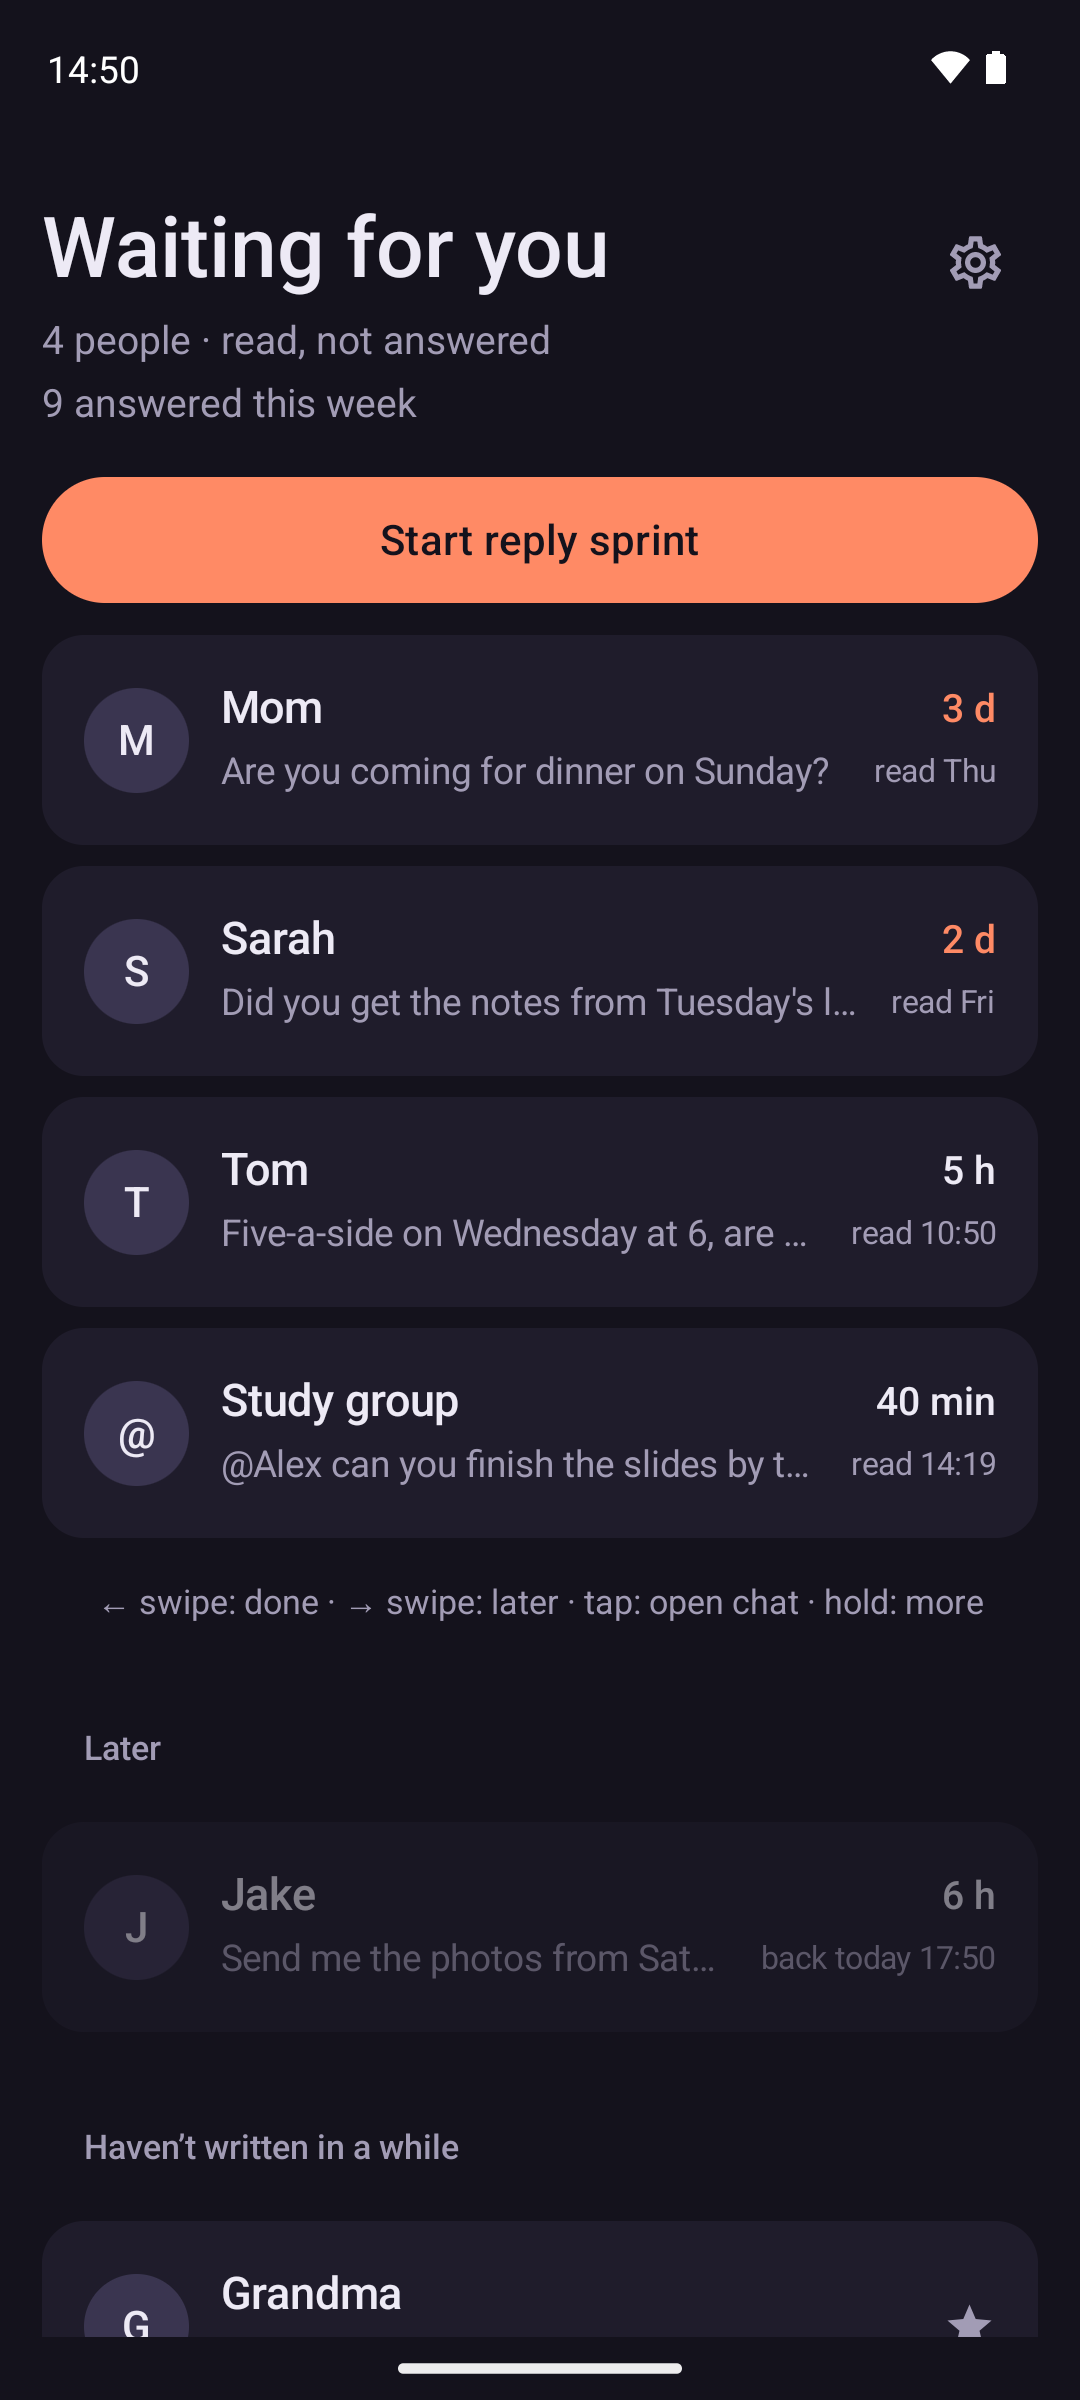 14:50
Waiting for you
4 people · read, not answered
9 answered this week
Start reply sprint
M
Mom
3 d
Are you coming for dinner on Sunday?
read Thu
S
Sarah
2 d
Did you get the notes from Tuesday's l…
read Fri
T
Tom
5 h
Five-a-side on Wednesday at 6, are …
read 10:50
@
Study group
40 min
@Alex can you finish the slides by t…
read 14:19
← swipe: done · → swipe: later · tap: open chat · hold: more
Later
J
Jake
6 h
Send me the photos from Sat…
back today 17:50
Haven’t written in a while
G
Grandma